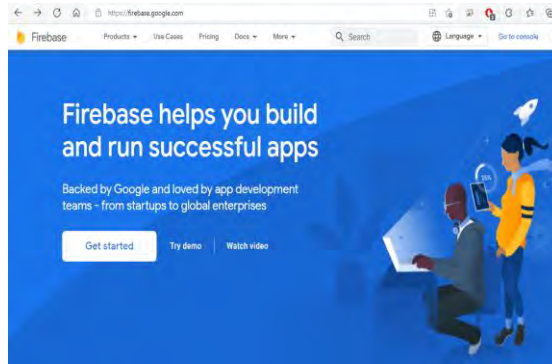 https://firebase.google.com
Firebase Products Use Cases Pricing Docs More Search Language Go to console
Firebase helps you build
and run successful apps
Backed by Google and loved by app development
teams - from startups to global enterprises
Get started Try demo Watch video